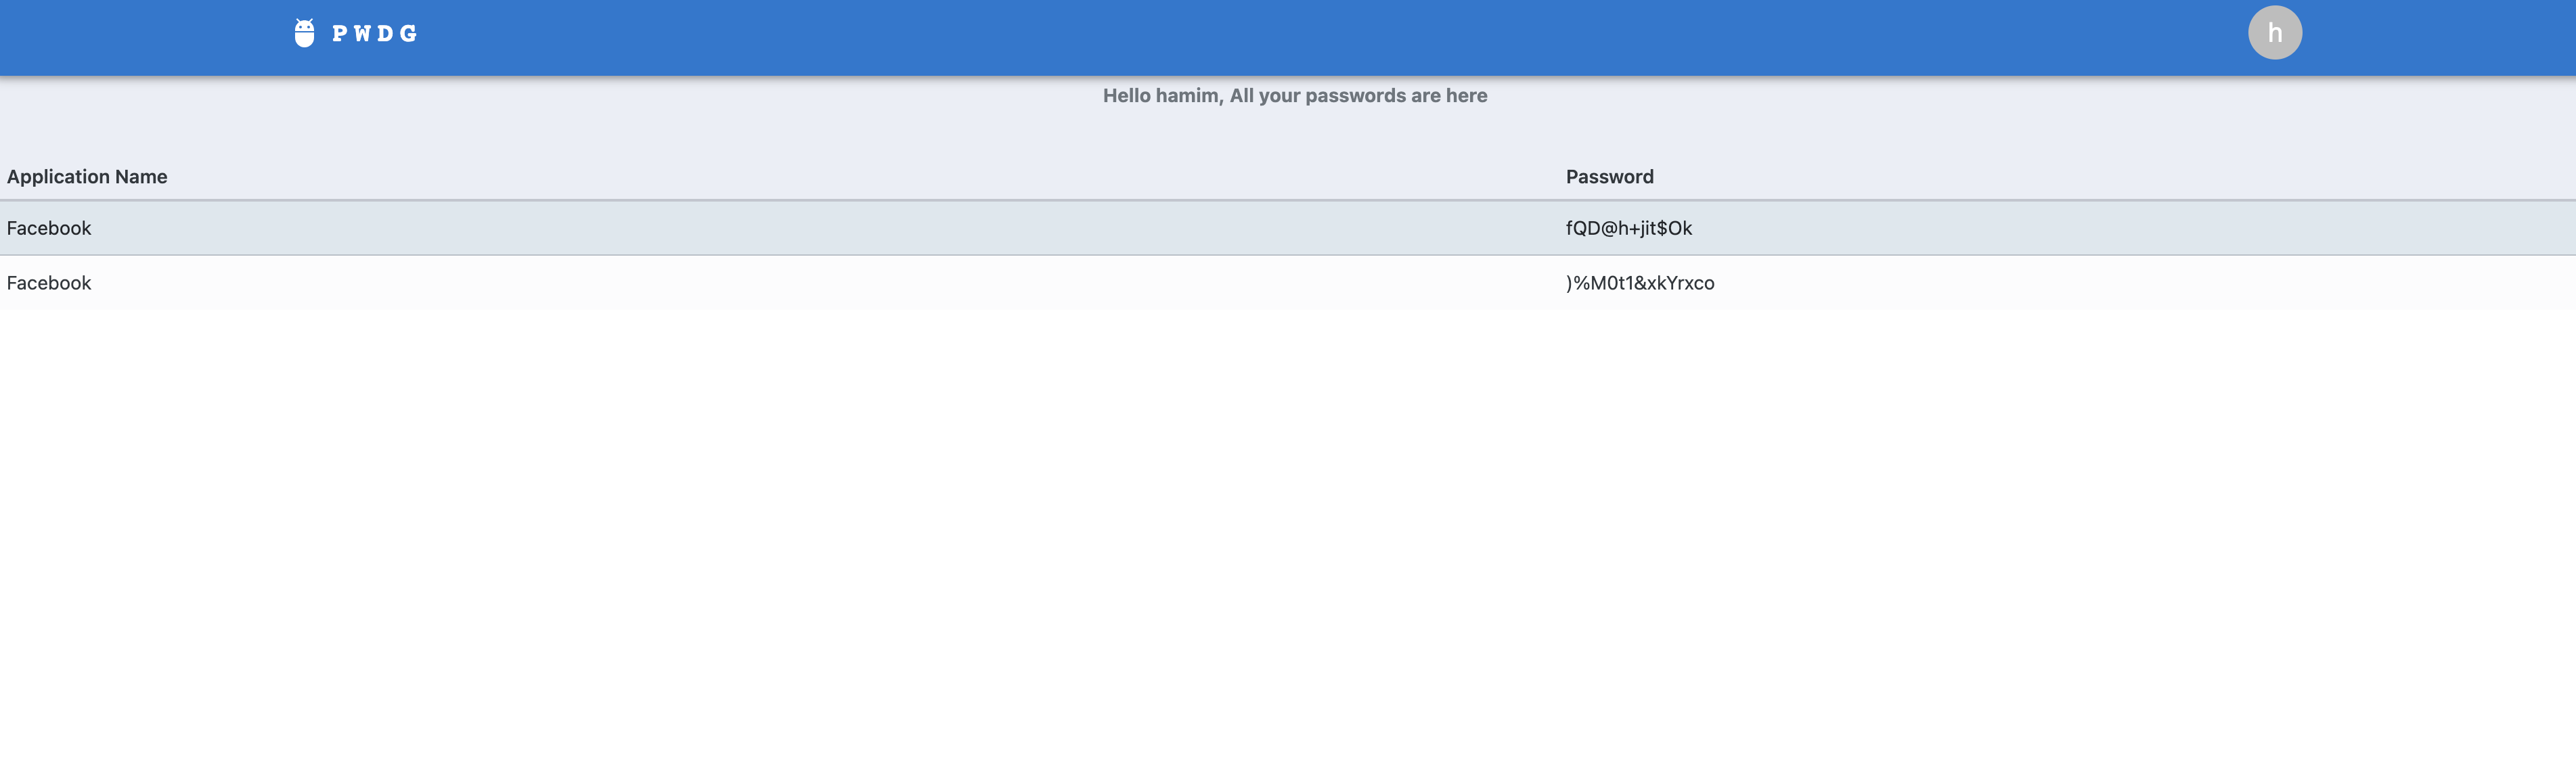 PWDG
h
Hello hamim, All your passwords are here
Application Name Password
Facebook fQD@h+jit$Ok
Facebook )%M0t1&xkYrxco